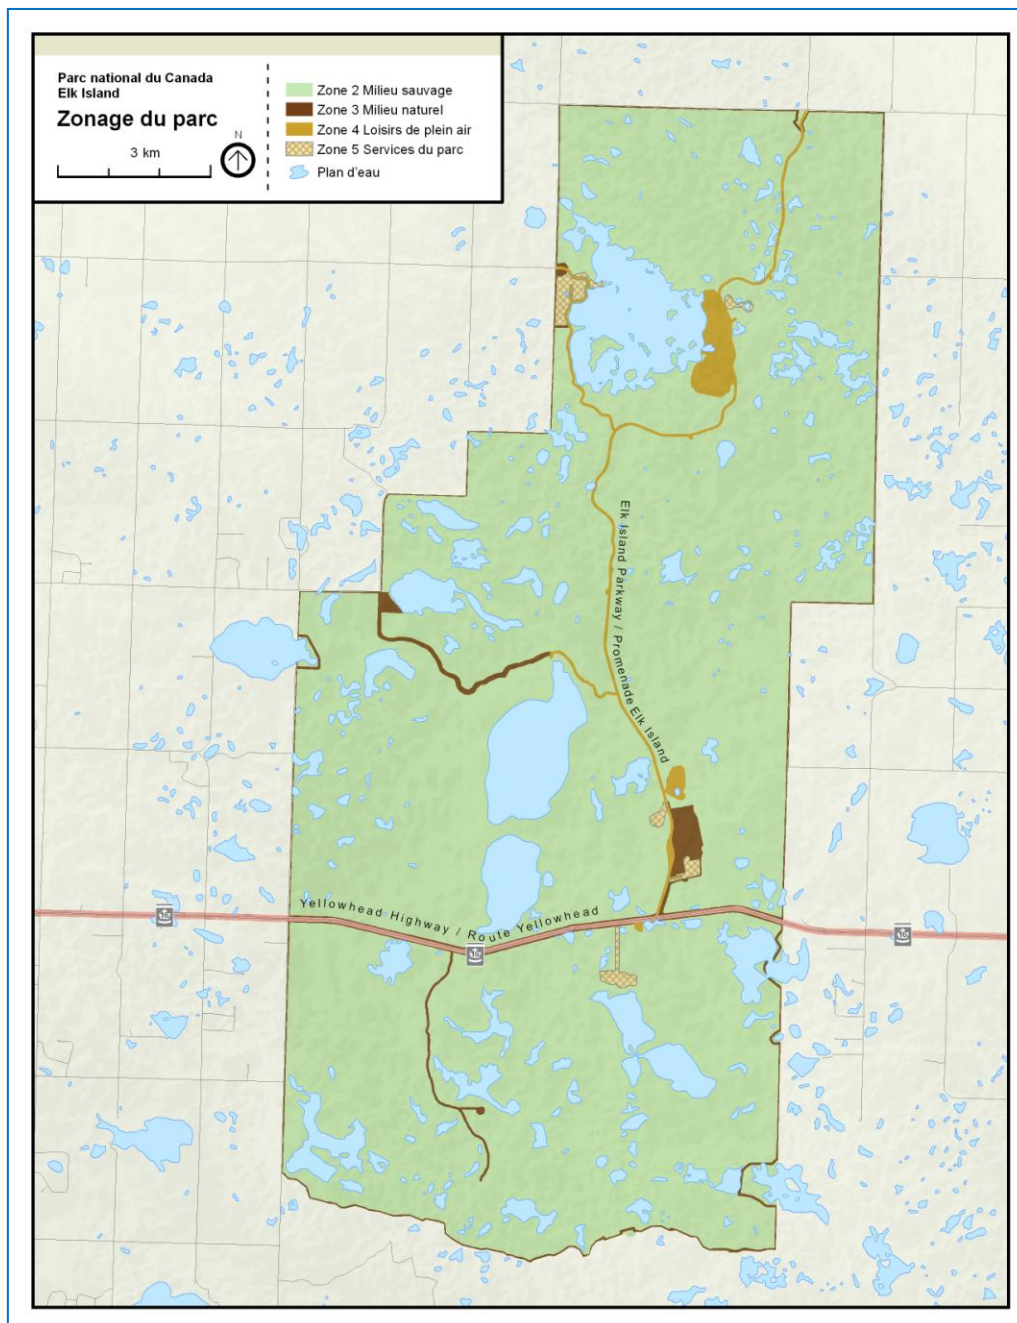 Parc national du Canada
Elk Island
Zonage du parc
3 km
N
Zone 2 Milieu sauvage
Zone 3 Milieu naturel
Zone 4 Loisirs de plein air
Zone 5 Services du parc
Plan d'eau
Elk Island Parkway / Promenade Elk Island
Yellowhead Highway / Route Yellowhead
16
16
16